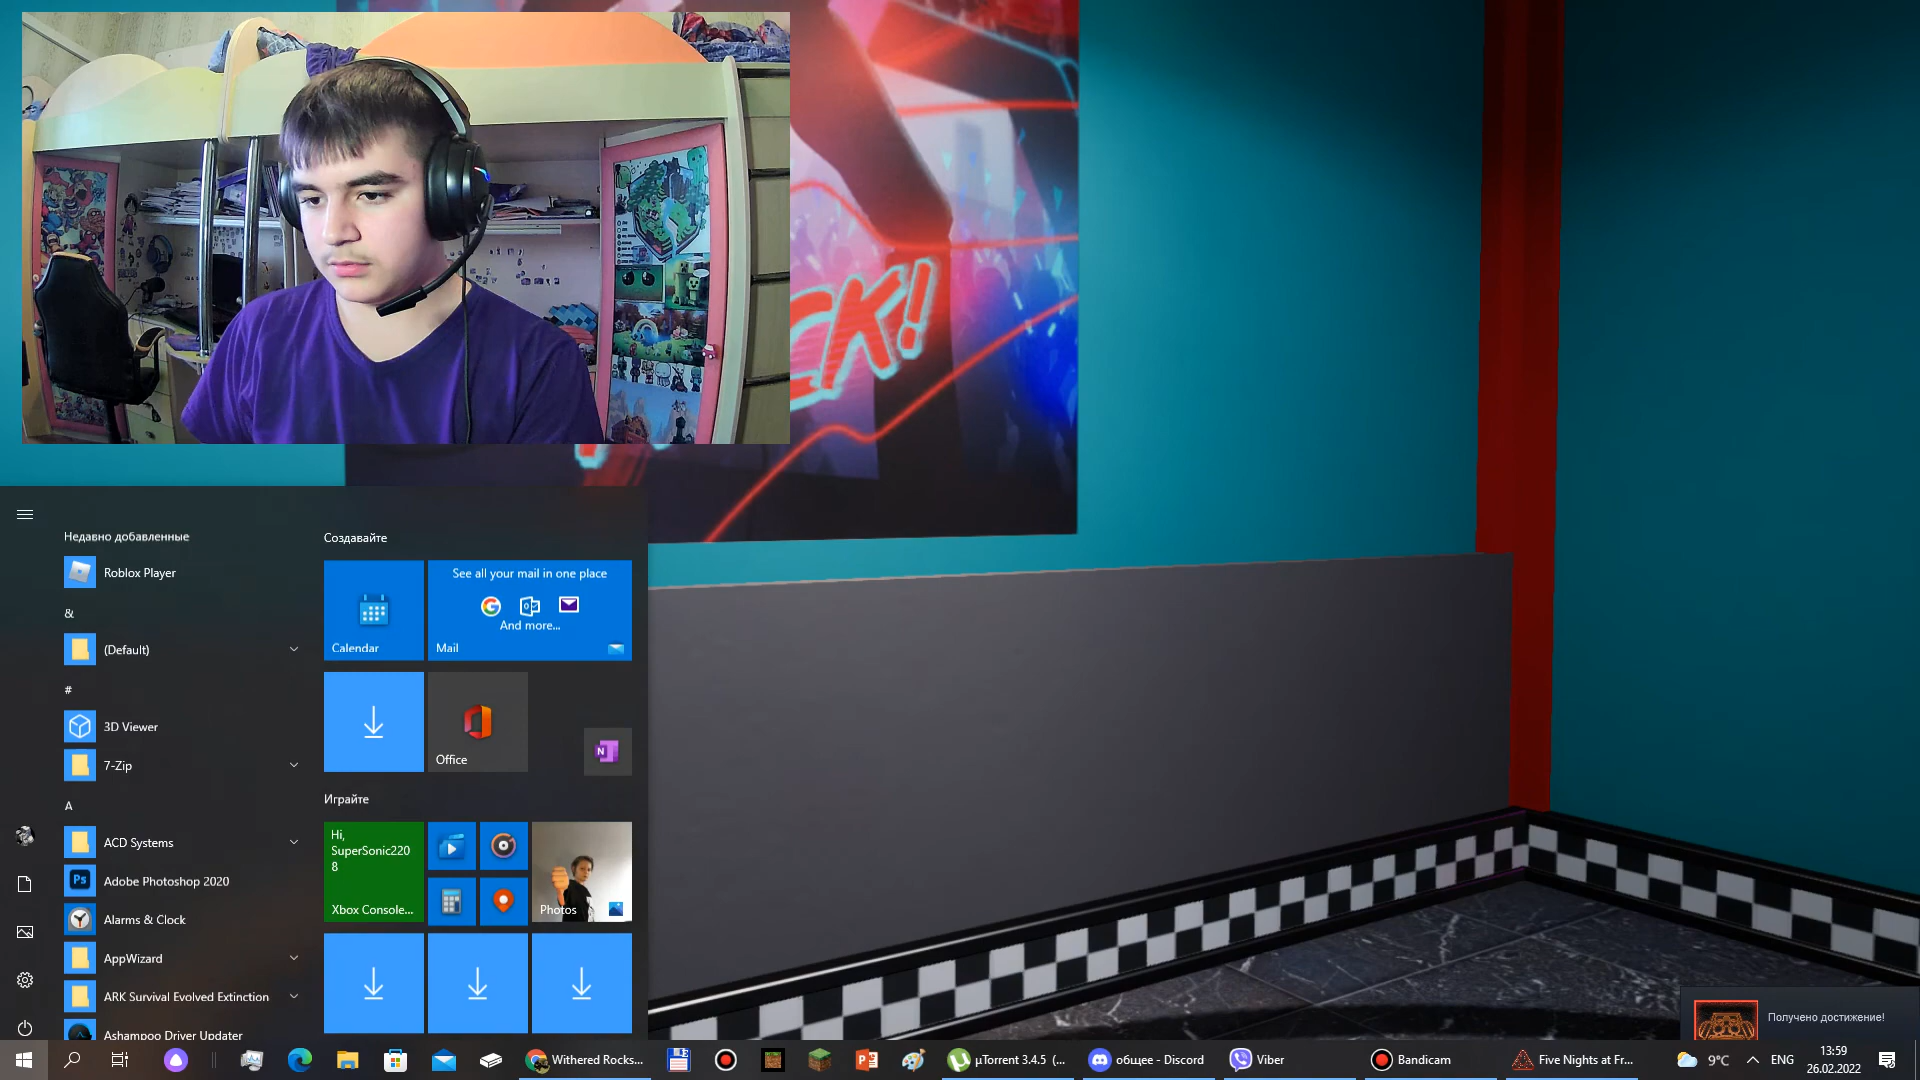 CK!
Недавно добавленные
Roblox Player
&
(Default)
#
3D Viewer
7-Zip
A
ACD Systems
Adobe Photoshop 2020
Alarms & Clock
AppWizard
ARK Survival Evolved Extinction
Ashampoo Driver Updater
Создавайте
Calendar
See all your mail in one place
And more...
Mail
Office
N
Играйте
Hi,
SuperSonic220
8
Xbox Console...
Photos
Получено достижение!
Withered Rocks...
µTorrent 3.4.5 (...
общее - Discord
Viber
Bandicam
Five Nights at Fr...
9°C
ENG
13:59
26.02.2022